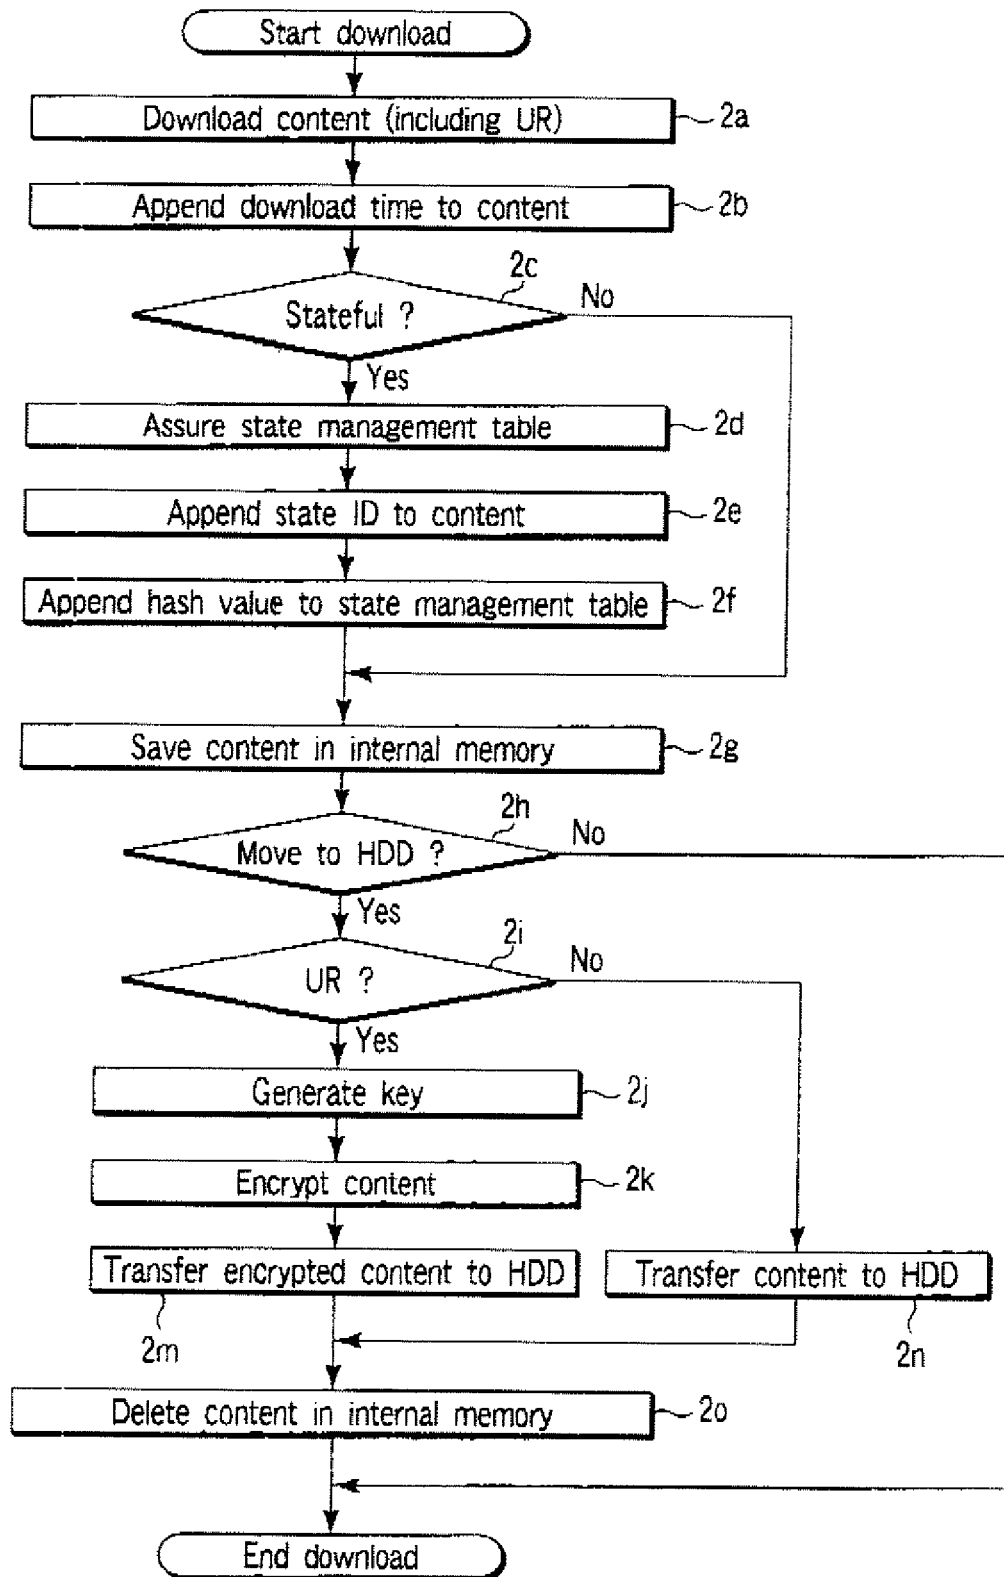 Start download
Download content (including UR)
2a
Append download time to content
2b
2c
Stateful ?
No
Yes
Assure state management table
2d
Append state ID to content
2e
Append hash value to state management table
2f
Save content in internal memory
2g
2h
Move to HDD ?
No
Yes
2i
UR ?
No
Yes
Generate key
2j
Encrypt content
2k
Transfer encrypted content to HDD
Transfer content to HDD
2m
2n
Delete content in internal memory
2o
End download